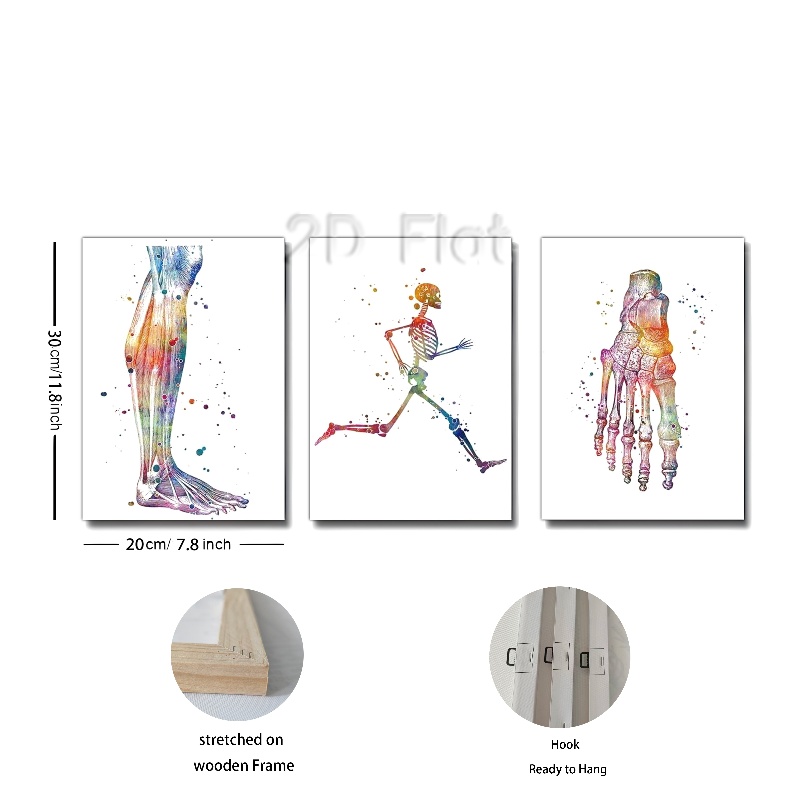 2D Flat
30cm/11.8inch
20cm/ 7.8 inch
stretched on
wooden Frame
Hook
Ready to Hang